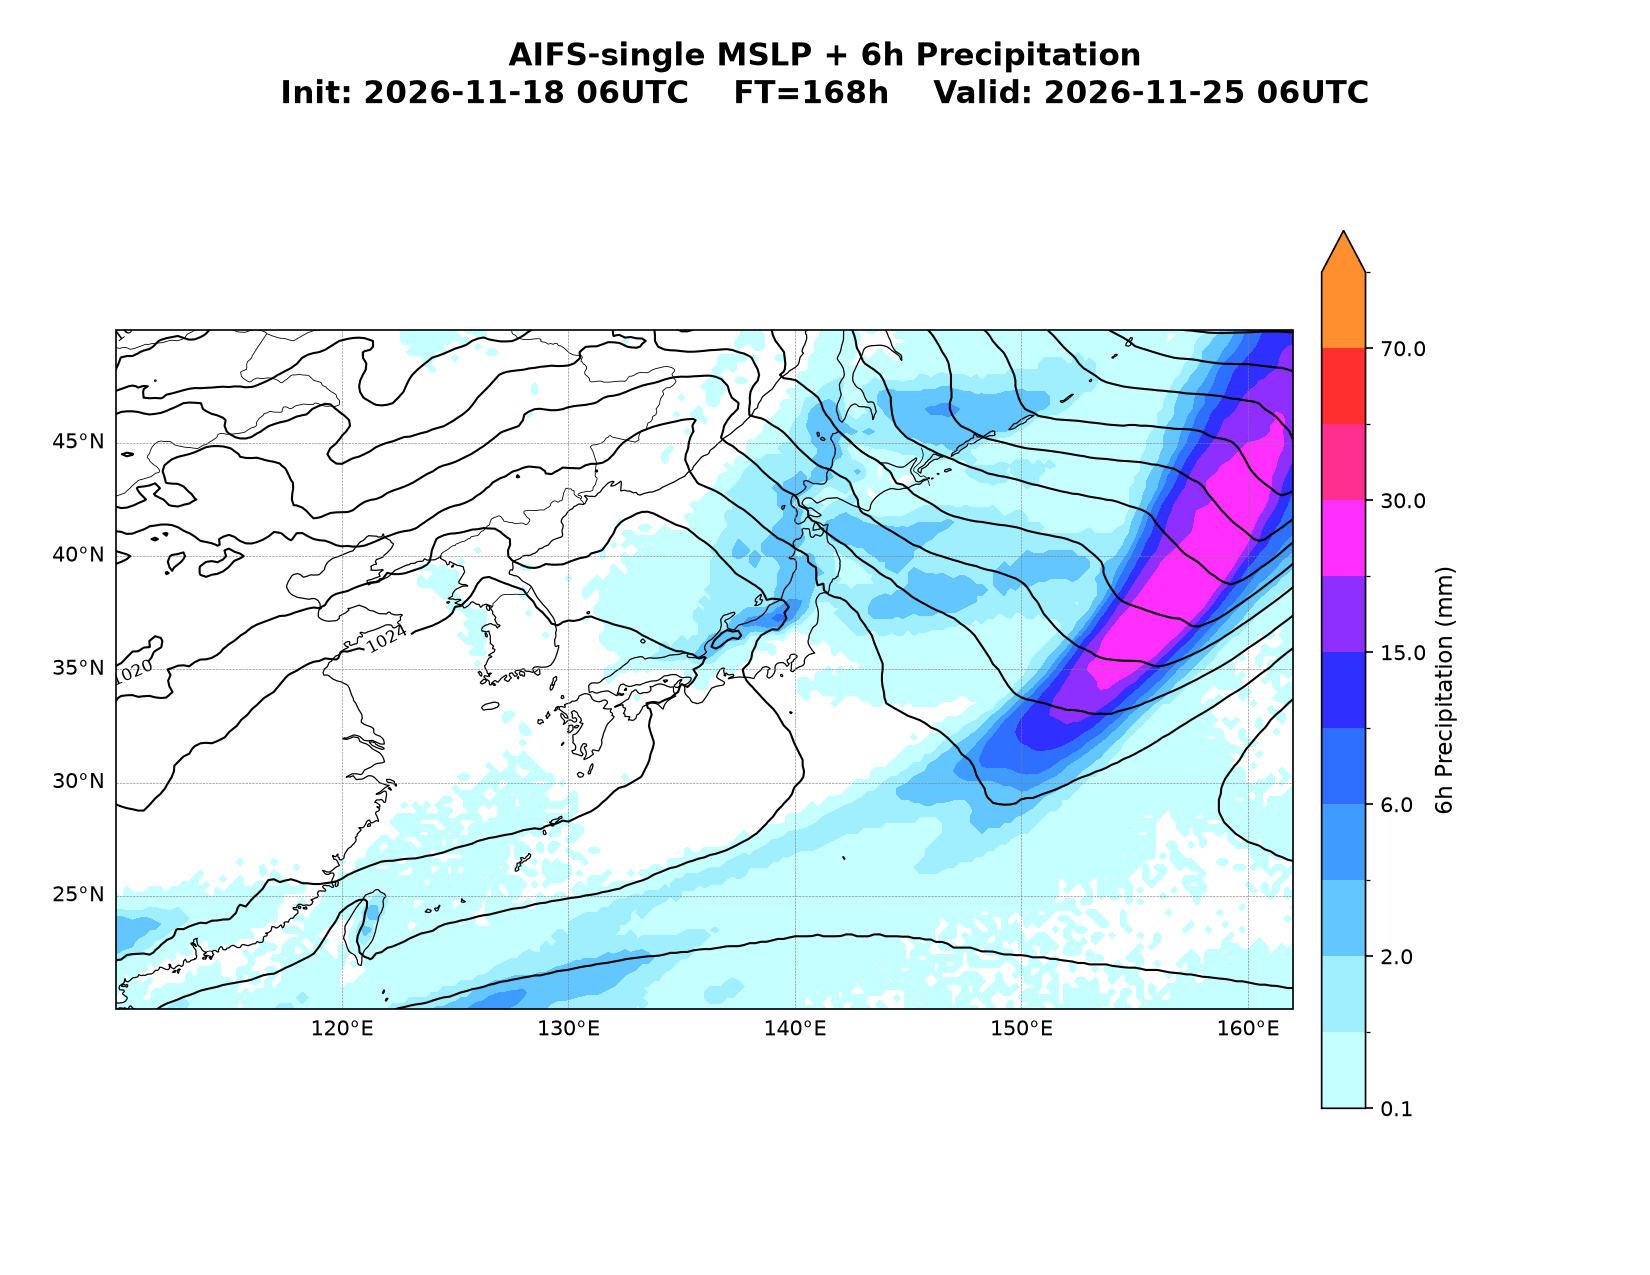 AIFS-single MSLP + 6h Precipitation
Init: 2026-11-18 06UTC    FT=168h    Valid: 2026-11-25 06UTC
70.0
45°N
30.0
40°N
15.0
1024
1020
35°N
6h Precipitation (mm)
30°N
6.0
25°N
2.0
120°E 130°E 140°E 150°E 160°E
0.1